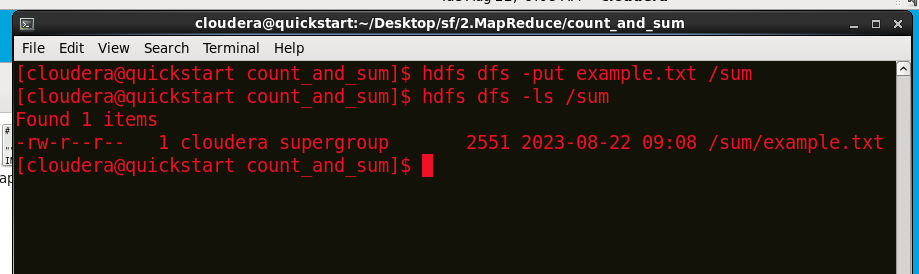 cloudera@quickstart:~/Desktop/sf/2.MapReduce/count_and_sum
File Edit View Search Terminal Help
[cloudera@quickstart count_and_sum]$ hdfs dfs -put example.txt /sum
[cloudera@quickstart count_and_sum]$ hdfs dfs -ls /sum
Found 1 items
-rw-r--r--   1 cloudera supergroup       2551 2023-08-22 09:08 /sum/example.txt
[cloudera@quickstart count_and_sum]$